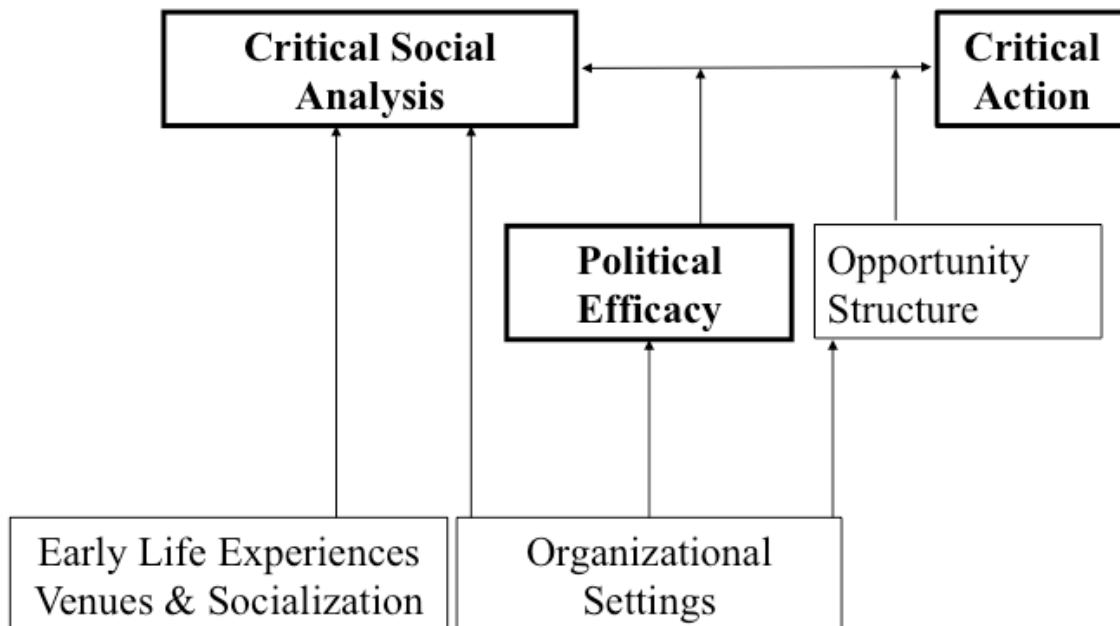 Critical Social
Analysis
Critical
Action
Political
Efficacy
Opportunity
Structure
Early Life Experiences
Venues & Socialization
Organizational
Settings